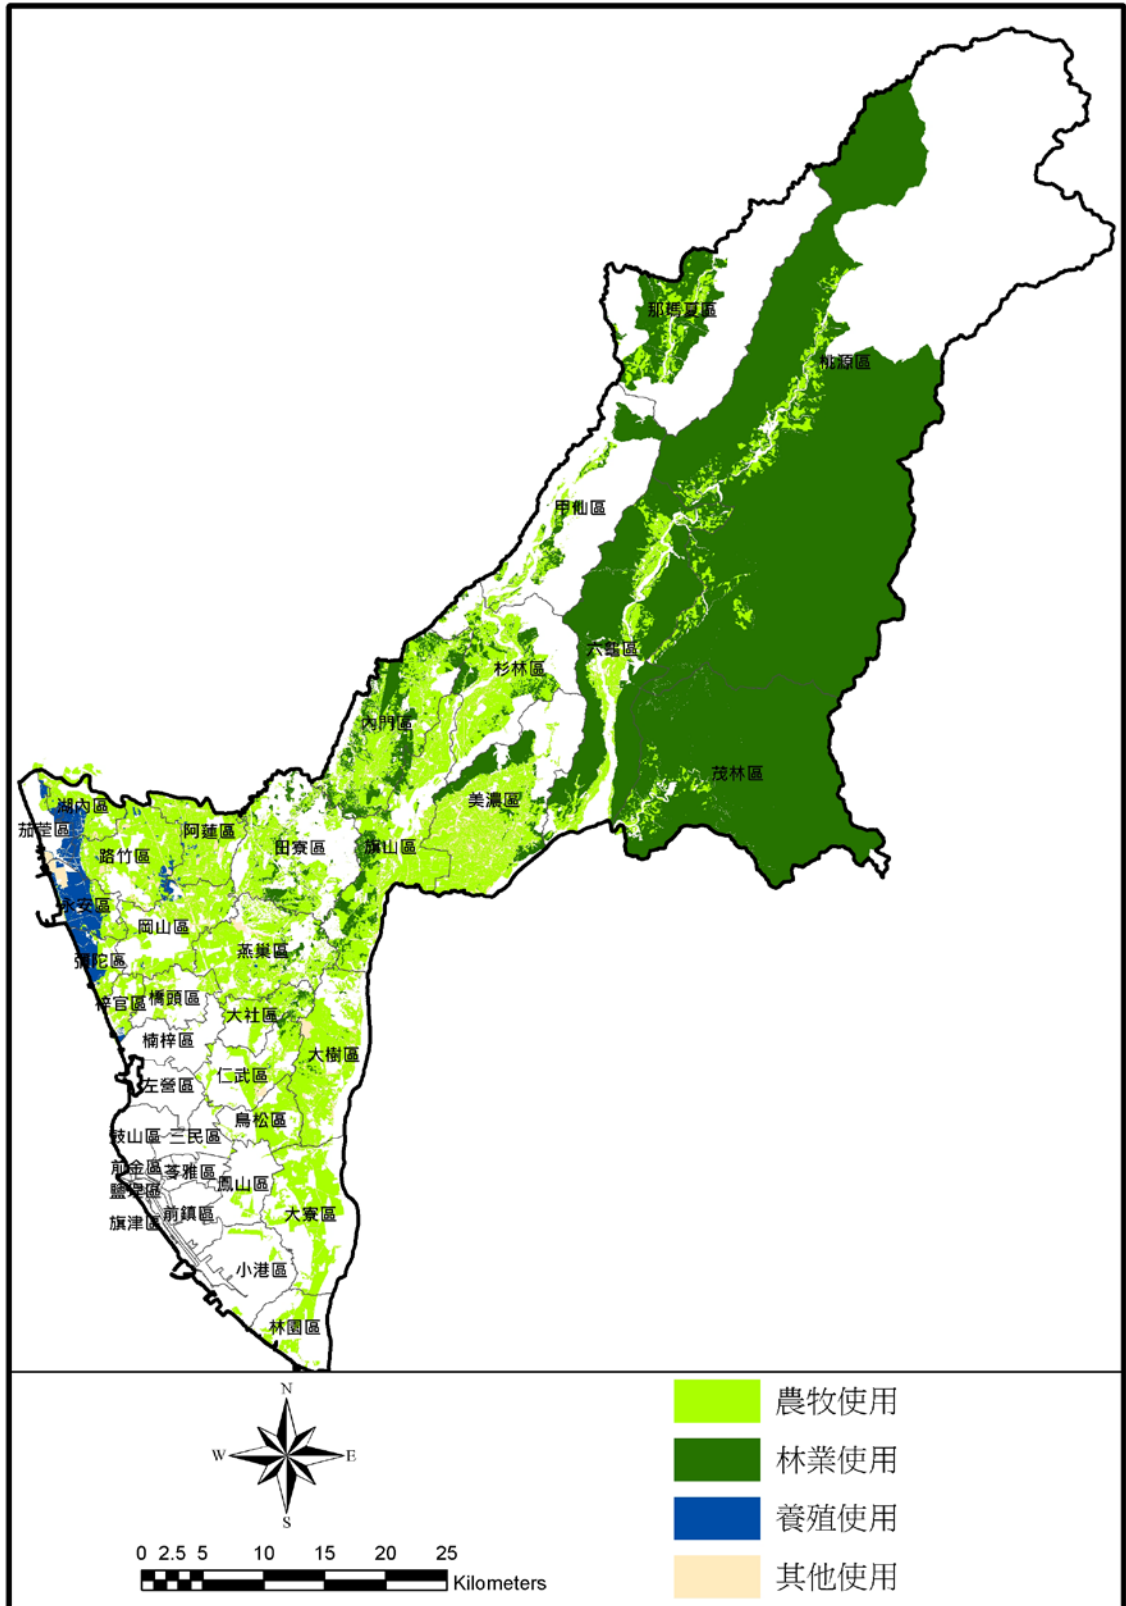 那瑪夏區
桃源區
甲仙區
六龜區
杉林區
內門區
茂林區
美濃區
湖內區
茄萣區
阿蓮區
路竹區
田寮區
旗山區
永安區
岡山區
燕巢區
彌陀區
橋頭區
梓官區
大社區
楠梓區
大樹區
仁武區
左營區
鳥松區
鼓山區
三民區
前金區
苓雅區
鳳山區
鹽埕區
前鎮區
大寮區
旗津區
小港區
林園區
N
W
E
S
0 2.5 5 10 15 20 25
Kilometers
農牧使用
林業使用
養殖使用
其他使用